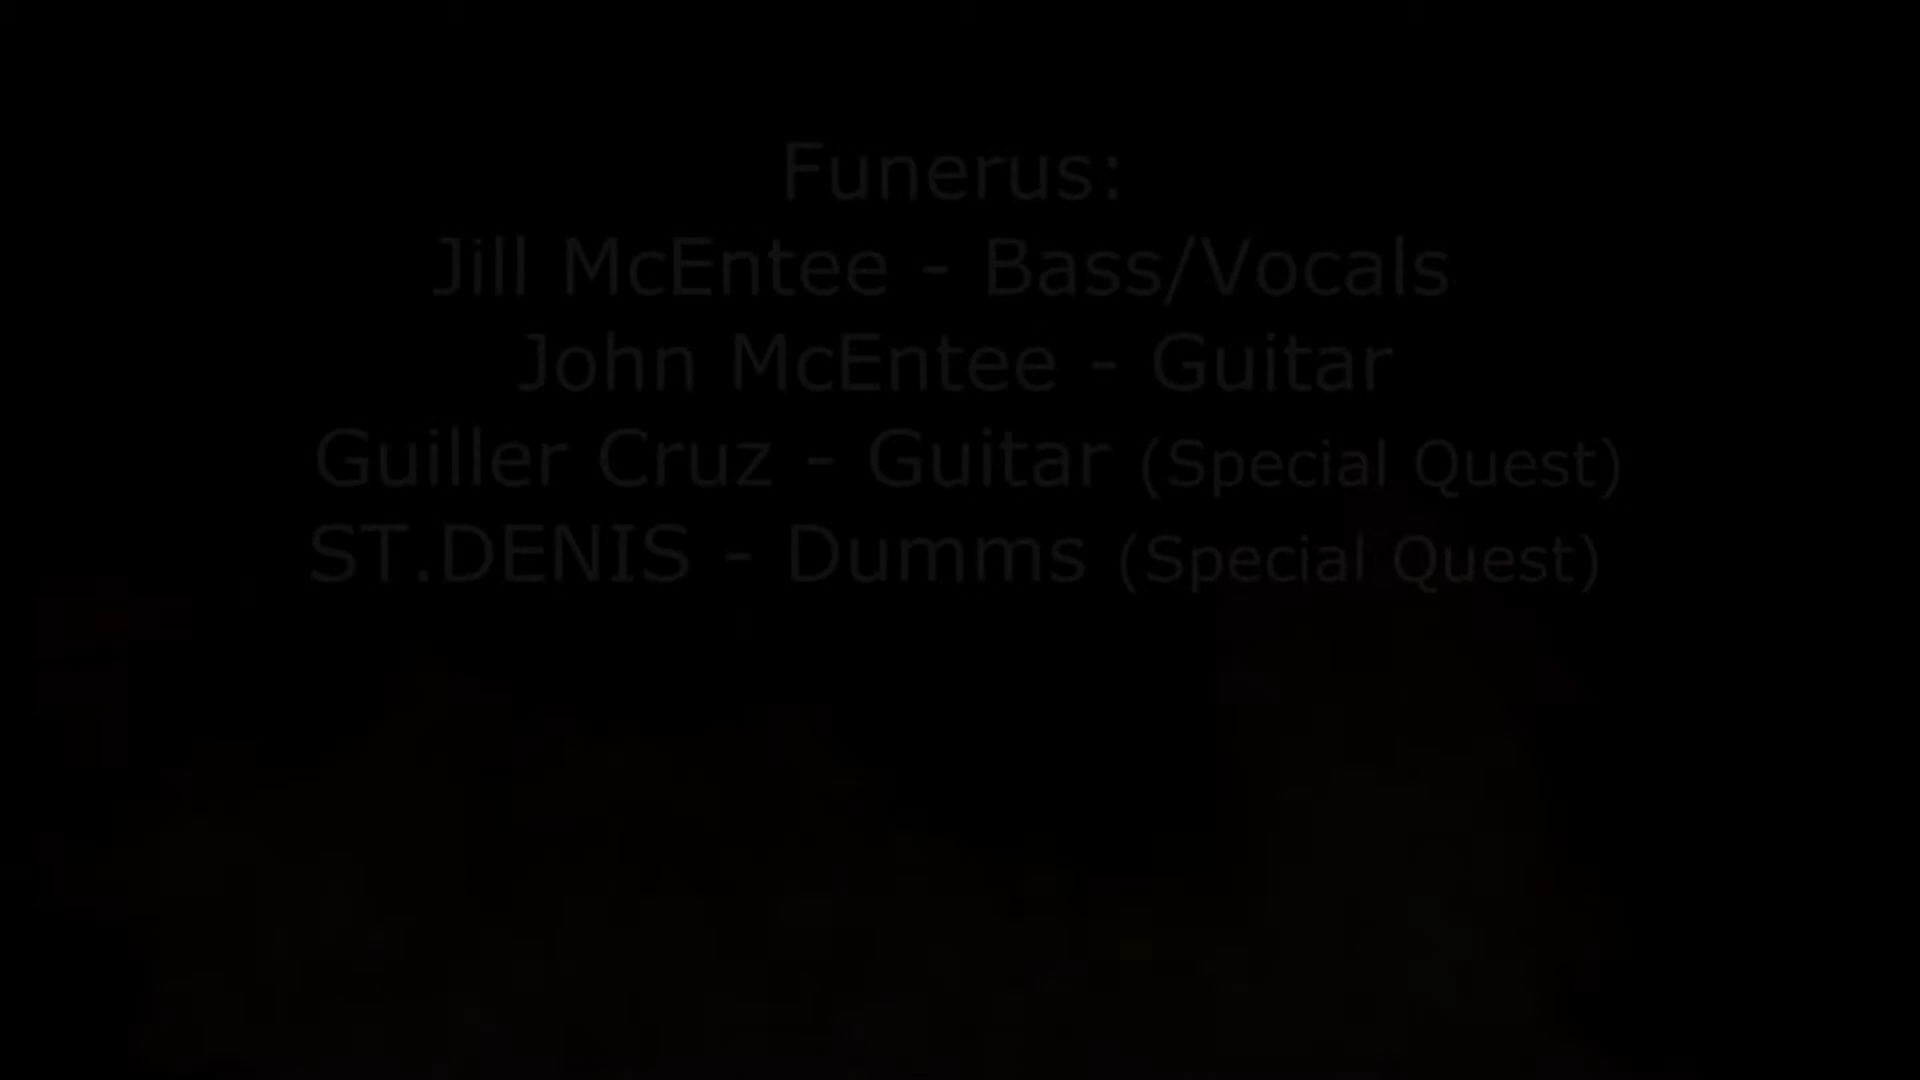 Funerus:
Jill McEntee - Bass/Vocals
John McEntee - Guitar
Guiller Cruz - Guitar (Special Quest)
ST.DENIS - Dumms (Special Quest)